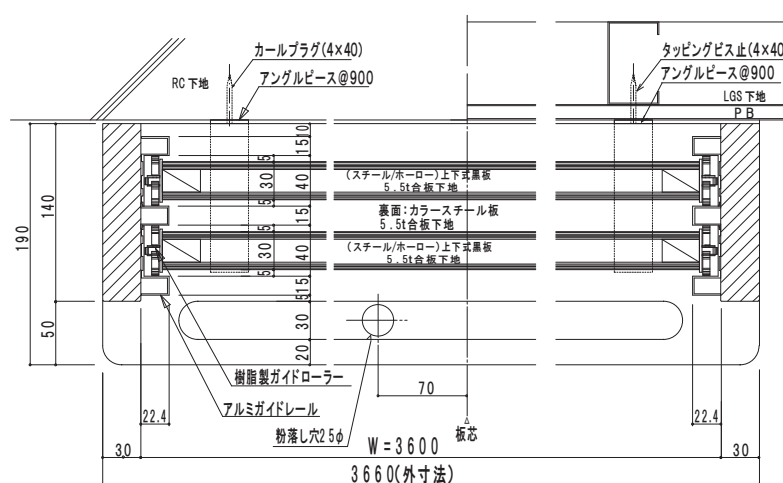 カールプラグ(4×40)
RC下地
アングルピース@900
タッピングビス止(4×40
アングルピース@900
LGS下地
PB
10
15
5
30
40
5
15
5
30
40
5
15
5
30
20
190
140
50
(スチール/ホーロー)上下式黒板
5.5t合板下地
裏面:カラースチール板
5.5t合板下地
(スチール/ホーロー)上下式黒板
5.5t合板下地
樹脂製ガイドローラー
アルミガイドレール
粉落し穴25φ
70
板芯
22.4
22.4
30
W=3600
30
3660(外寸法)